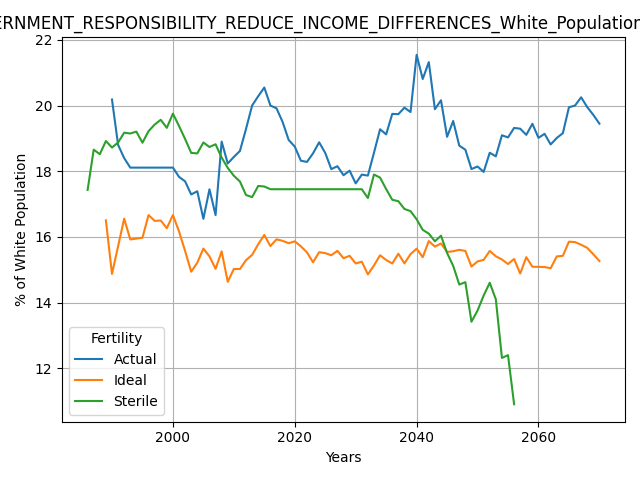 ERNMENT_RESPONSIBILITY_REDUCE_INCOME_DIFFERENCES_White_Population
22
20
18
16
14
12
% of White Population
Fertility
Actual
Ideal
Sterile
2000 2020 2040 2060
Years